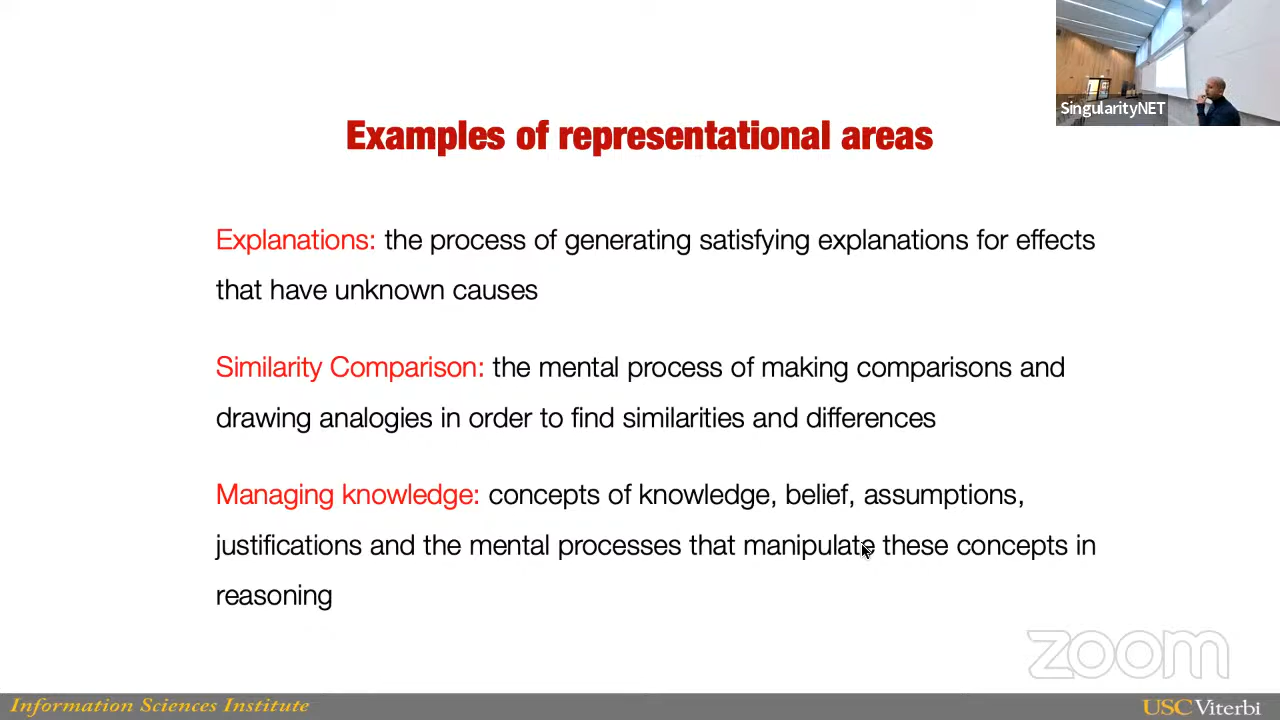 SingularityNET
Examples of representational areas
Explanations: the process of generating satisfying explanations for effects
that have unknown causes
Similarity Comparison: the mental process of making comparisons and
drawing analogies in order to find similarities and differences
Managing knowledge: concepts of knowledge, belief, assumptions,
justifications and the mental processes that manipulate these concepts in
reasoning
zoom
Information Sciences Institute
USC Viterbi